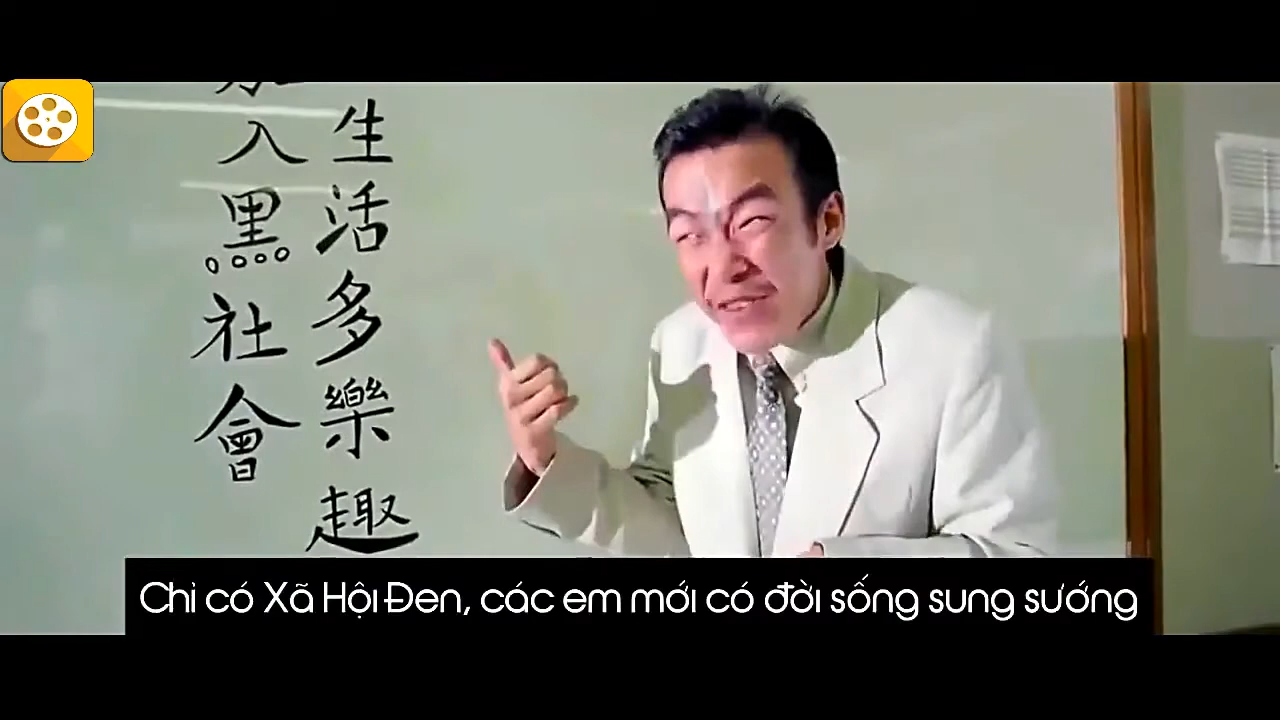 生活多樂趣
入黑社會
Chỉ có Xã Hội Đen, các em mới có đời sống sung sướng